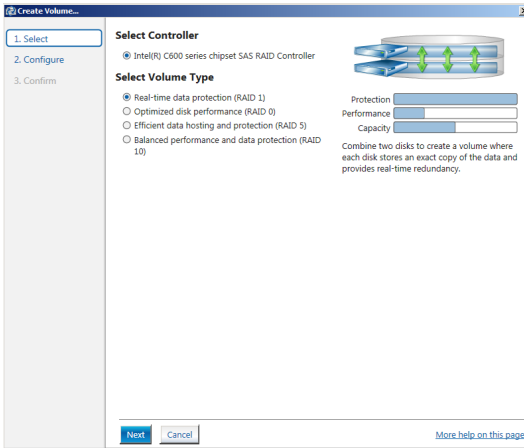 Create Volume...
1. Select
2. Configure
3. Confirm
Select Controller
Intel(R) C600 series chipset SAS RAID Controller
Select Volume Type
Real-time data protection (RAID 1)
Optimized disk performance (RAID 0)
Efficient data hosting and protection (RAID 5)
Balanced performance and data protection (RAID
10)
Protection
Performance
Capacity
Combine two disks to create a volume where
each disk stores an exact copy of the data and
provides real-time redundancy.
Next
Cancel
More help on this page